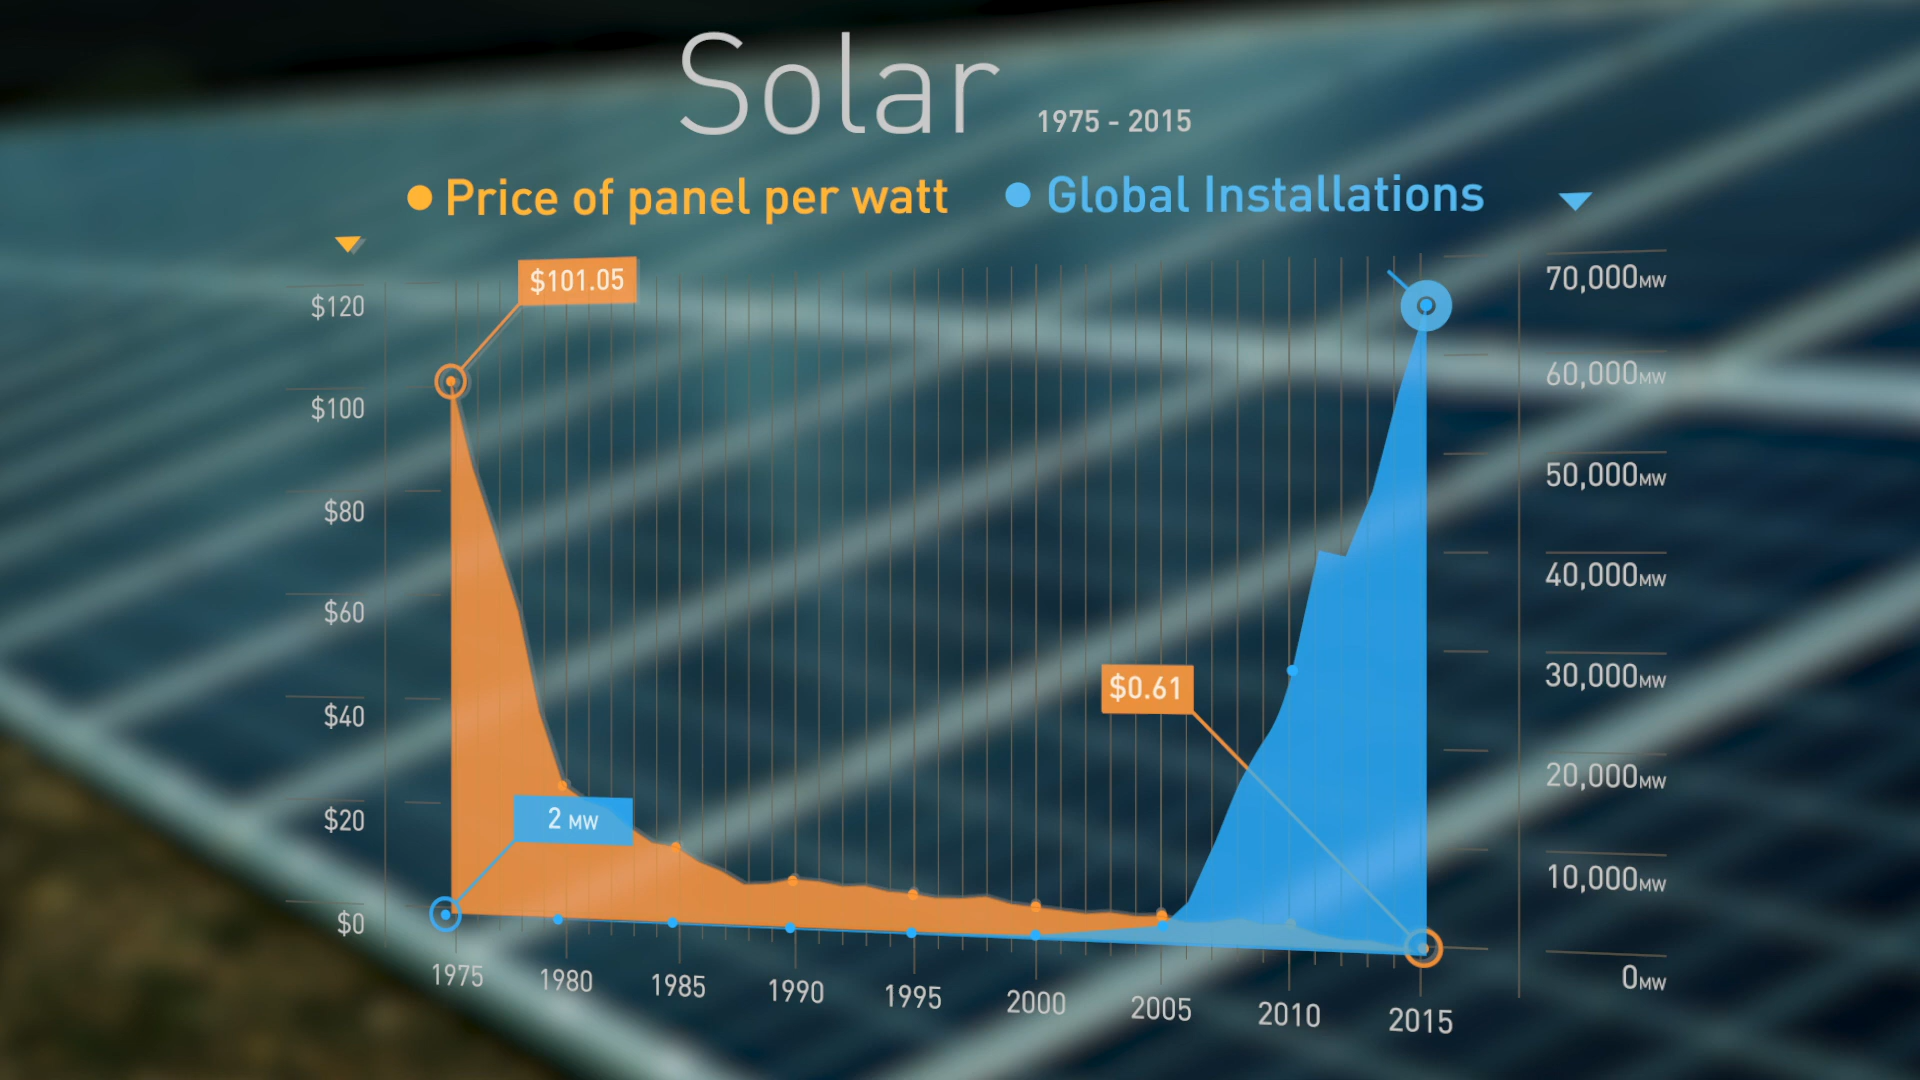 Solar 1975 - 2015
Price of panel per watt
Global Installations
$101.05
$120
$100
$80
$60
$40
$20
$0
2 MW
$0.61
70,000MW
60,000MW
50,000MW
40,000MW
30,000MW
20,000MW
10,000MW
0MW
1975 1980 1985 1990 1995 2000 2005 2010 2015